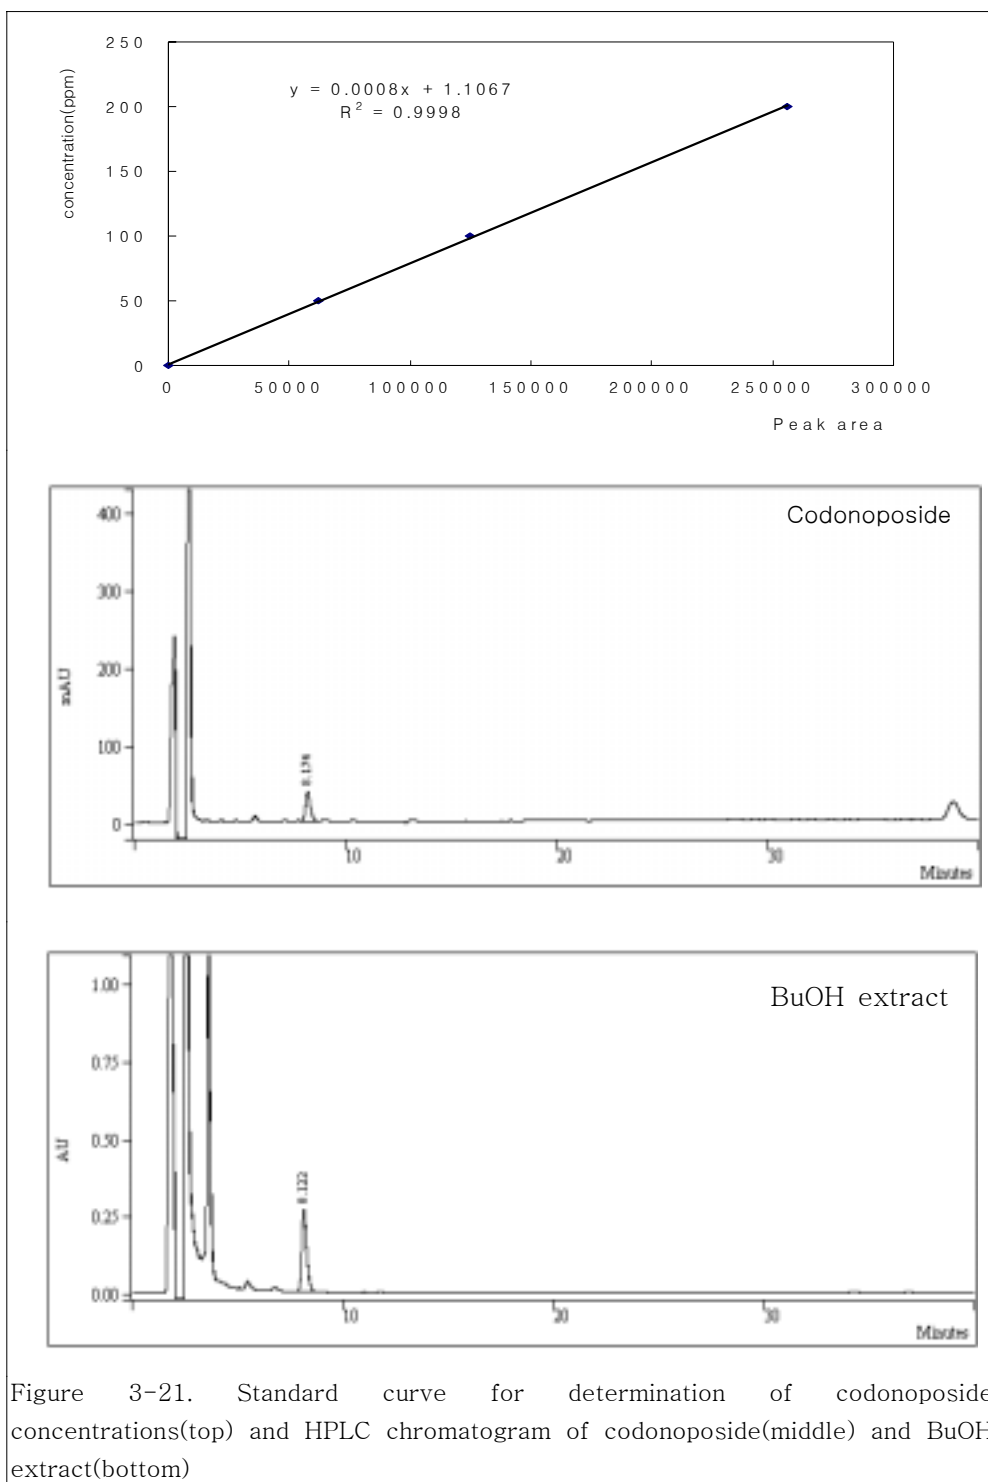 250
200
150
100
50
0
concentration(ppm)
y = 0.0008x + 1.1067
R² = 0.9998
0 50000 100000 150000 200000 250000 300000
Peak area
Codonoposide
400
300
200
100
0
mAU
10 20 30
Minutes
BuOH extract
1.00
0.75
0.50
0.25
0.00
AU
8.122
10 20 30
Minutes
Figure 3-21. Standard curve for determination of codonoposide
concentrations(top) and HPLC chromatogram of codonoposide(middle) and BuOH
extract(bottom)